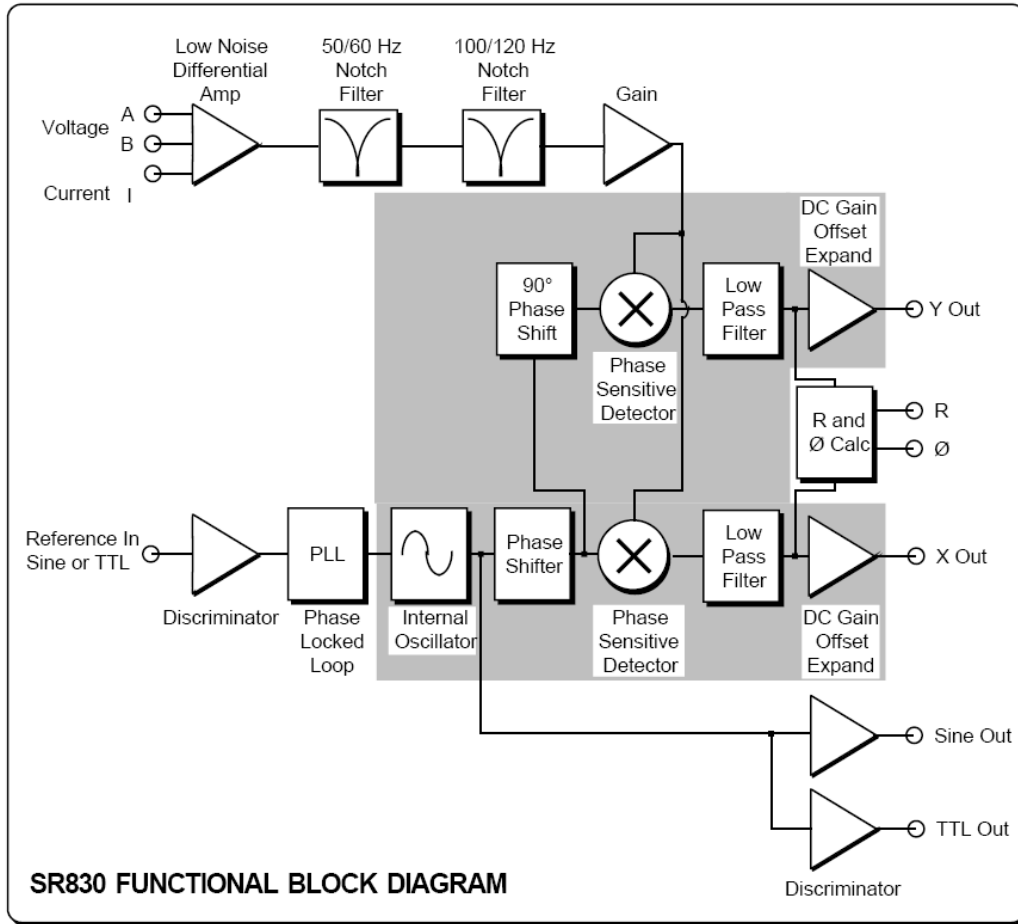 Low Noise
Differential
Amp
50/60 Hz
Notch
Filter
100/120 Hz
Notch
Filter
Gain
Voltage
A
B
Current
I
DC Gain
Offset
Expand
90°
Phase
Shift
Low
Pass
Filter
Y Out
Phase
Sensitive
Detector
R and
Ø Calc
R
Ø
Reference In
Sine or TTL
PLL
Phase
Shifter
Low
Pass
Filter
X Out
Discriminator
Phase
Locked
Loop
Internal
Oscillator
Phase
Sensitive
Detector
DC Gain
Offset
Expand
Sine Out
TTL Out
Discriminator
SR830 FUNCTIONAL BLOCK DIAGRAM